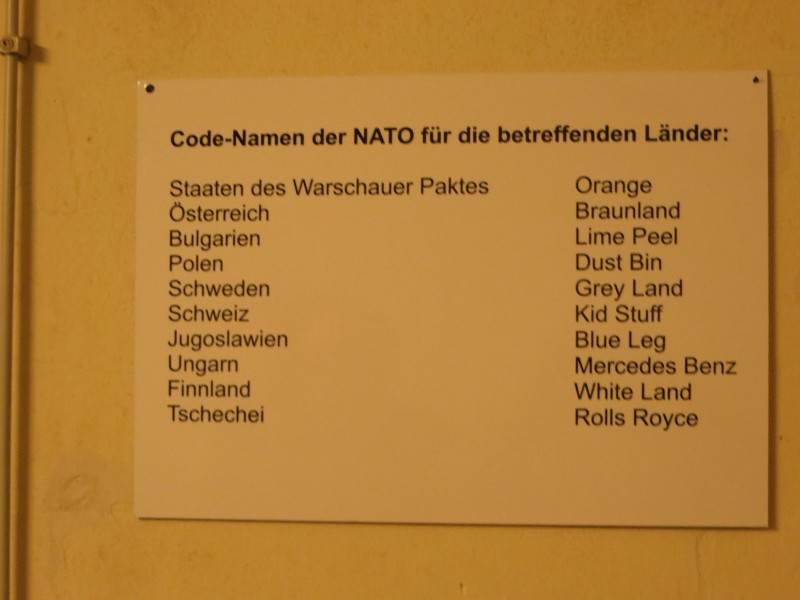 Code-Namen der NATO für die betreffenden Länder:
Staaten des Warschauer Paktes Orange
Österreich Braunland
Bulgarien Lime Peel
Polen Dust Bin
Schweden Grey Land
Schweiz Kid Stuff
Jugoslawien Blue Leg
Ungarn Mercedes Benz
Finnland White Land
Tschechei Rolls Royce